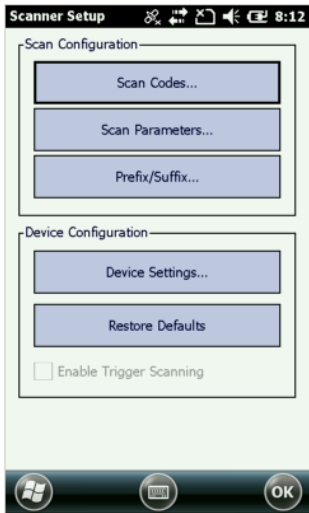 Scanner Setup 8:12
Scan Configuration
Scan Codes...
Scan Parameters...
Prefix/Suffix...
Device Configuration
Device Settings...
Restore Defaults
Enable Trigger Scanning
OK